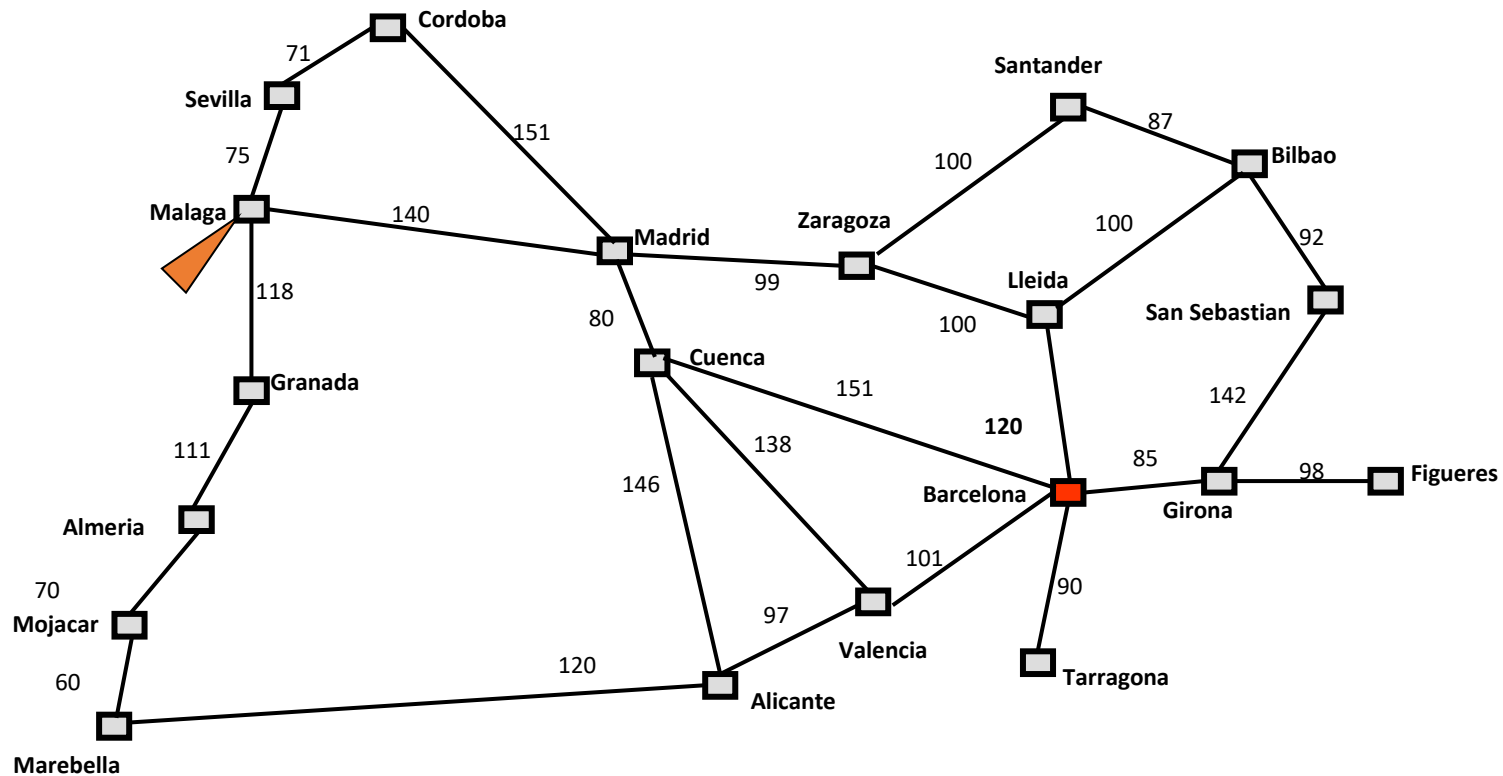 Cordoba
71
Santander
Sevilla
151
87
75
100
Bilbao
Malaga
140
Zaragoza
100
Madrid
92
99
Lleida
118
San Sebastian
80
100
Cuenca
Granada
151
142
120
111
138
85
98
Figueres
146
Barcelona
Girona
Almeria
101
70
90
Mojacar
97
Valencia
120
Tarragona
60
Alicante
Marebella